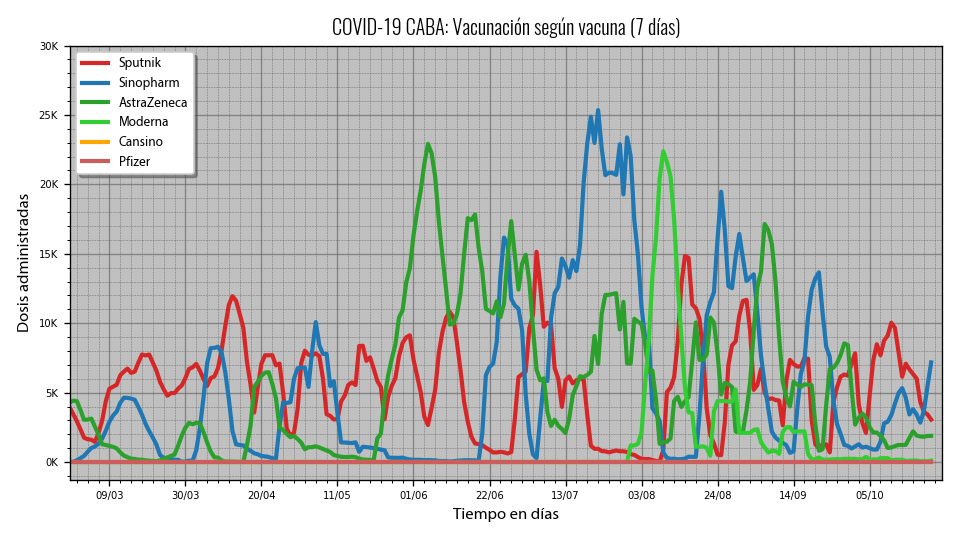 COVID-19 CABA: Vacunación según vacuna (7 días)
30K
25K
20K
15K
10K
5K
0K
Dosis administradas
Sputnik
Sinopharm
AstraZeneca
Moderna
Cansino
Pfizer
09/03 30/03 20/04 11/05 01/06 22/06 13/07 03/08 24/08 14/09 05/10
Tiempo en días